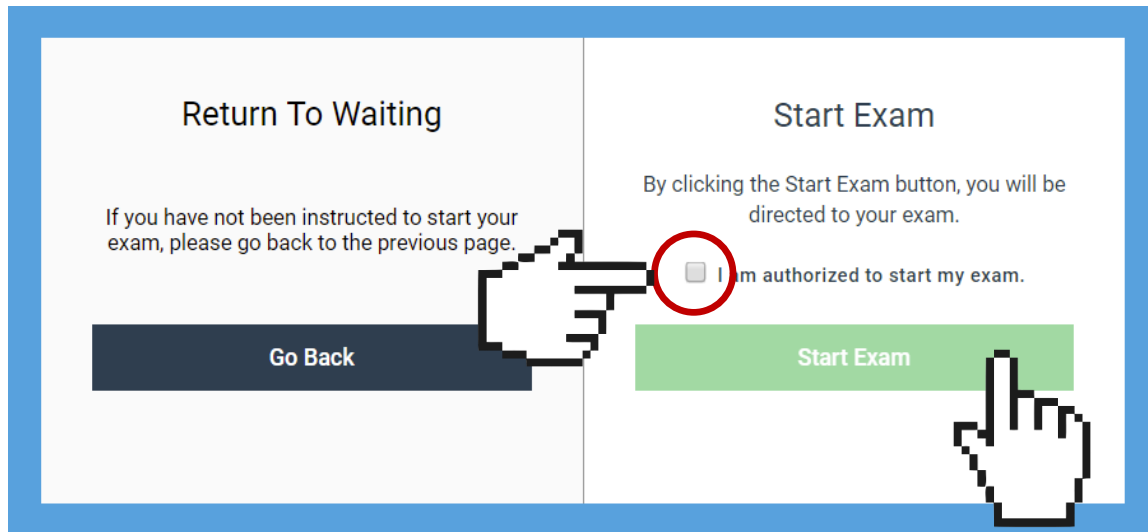 Return To Waiting
If you have not been instructed to start your
exam, please go back to the previous page.
Go Back
Start Exam
By clicking the Start Exam button, you will be
directed to your exam.
I am authorized to start my exam.
Start Exam